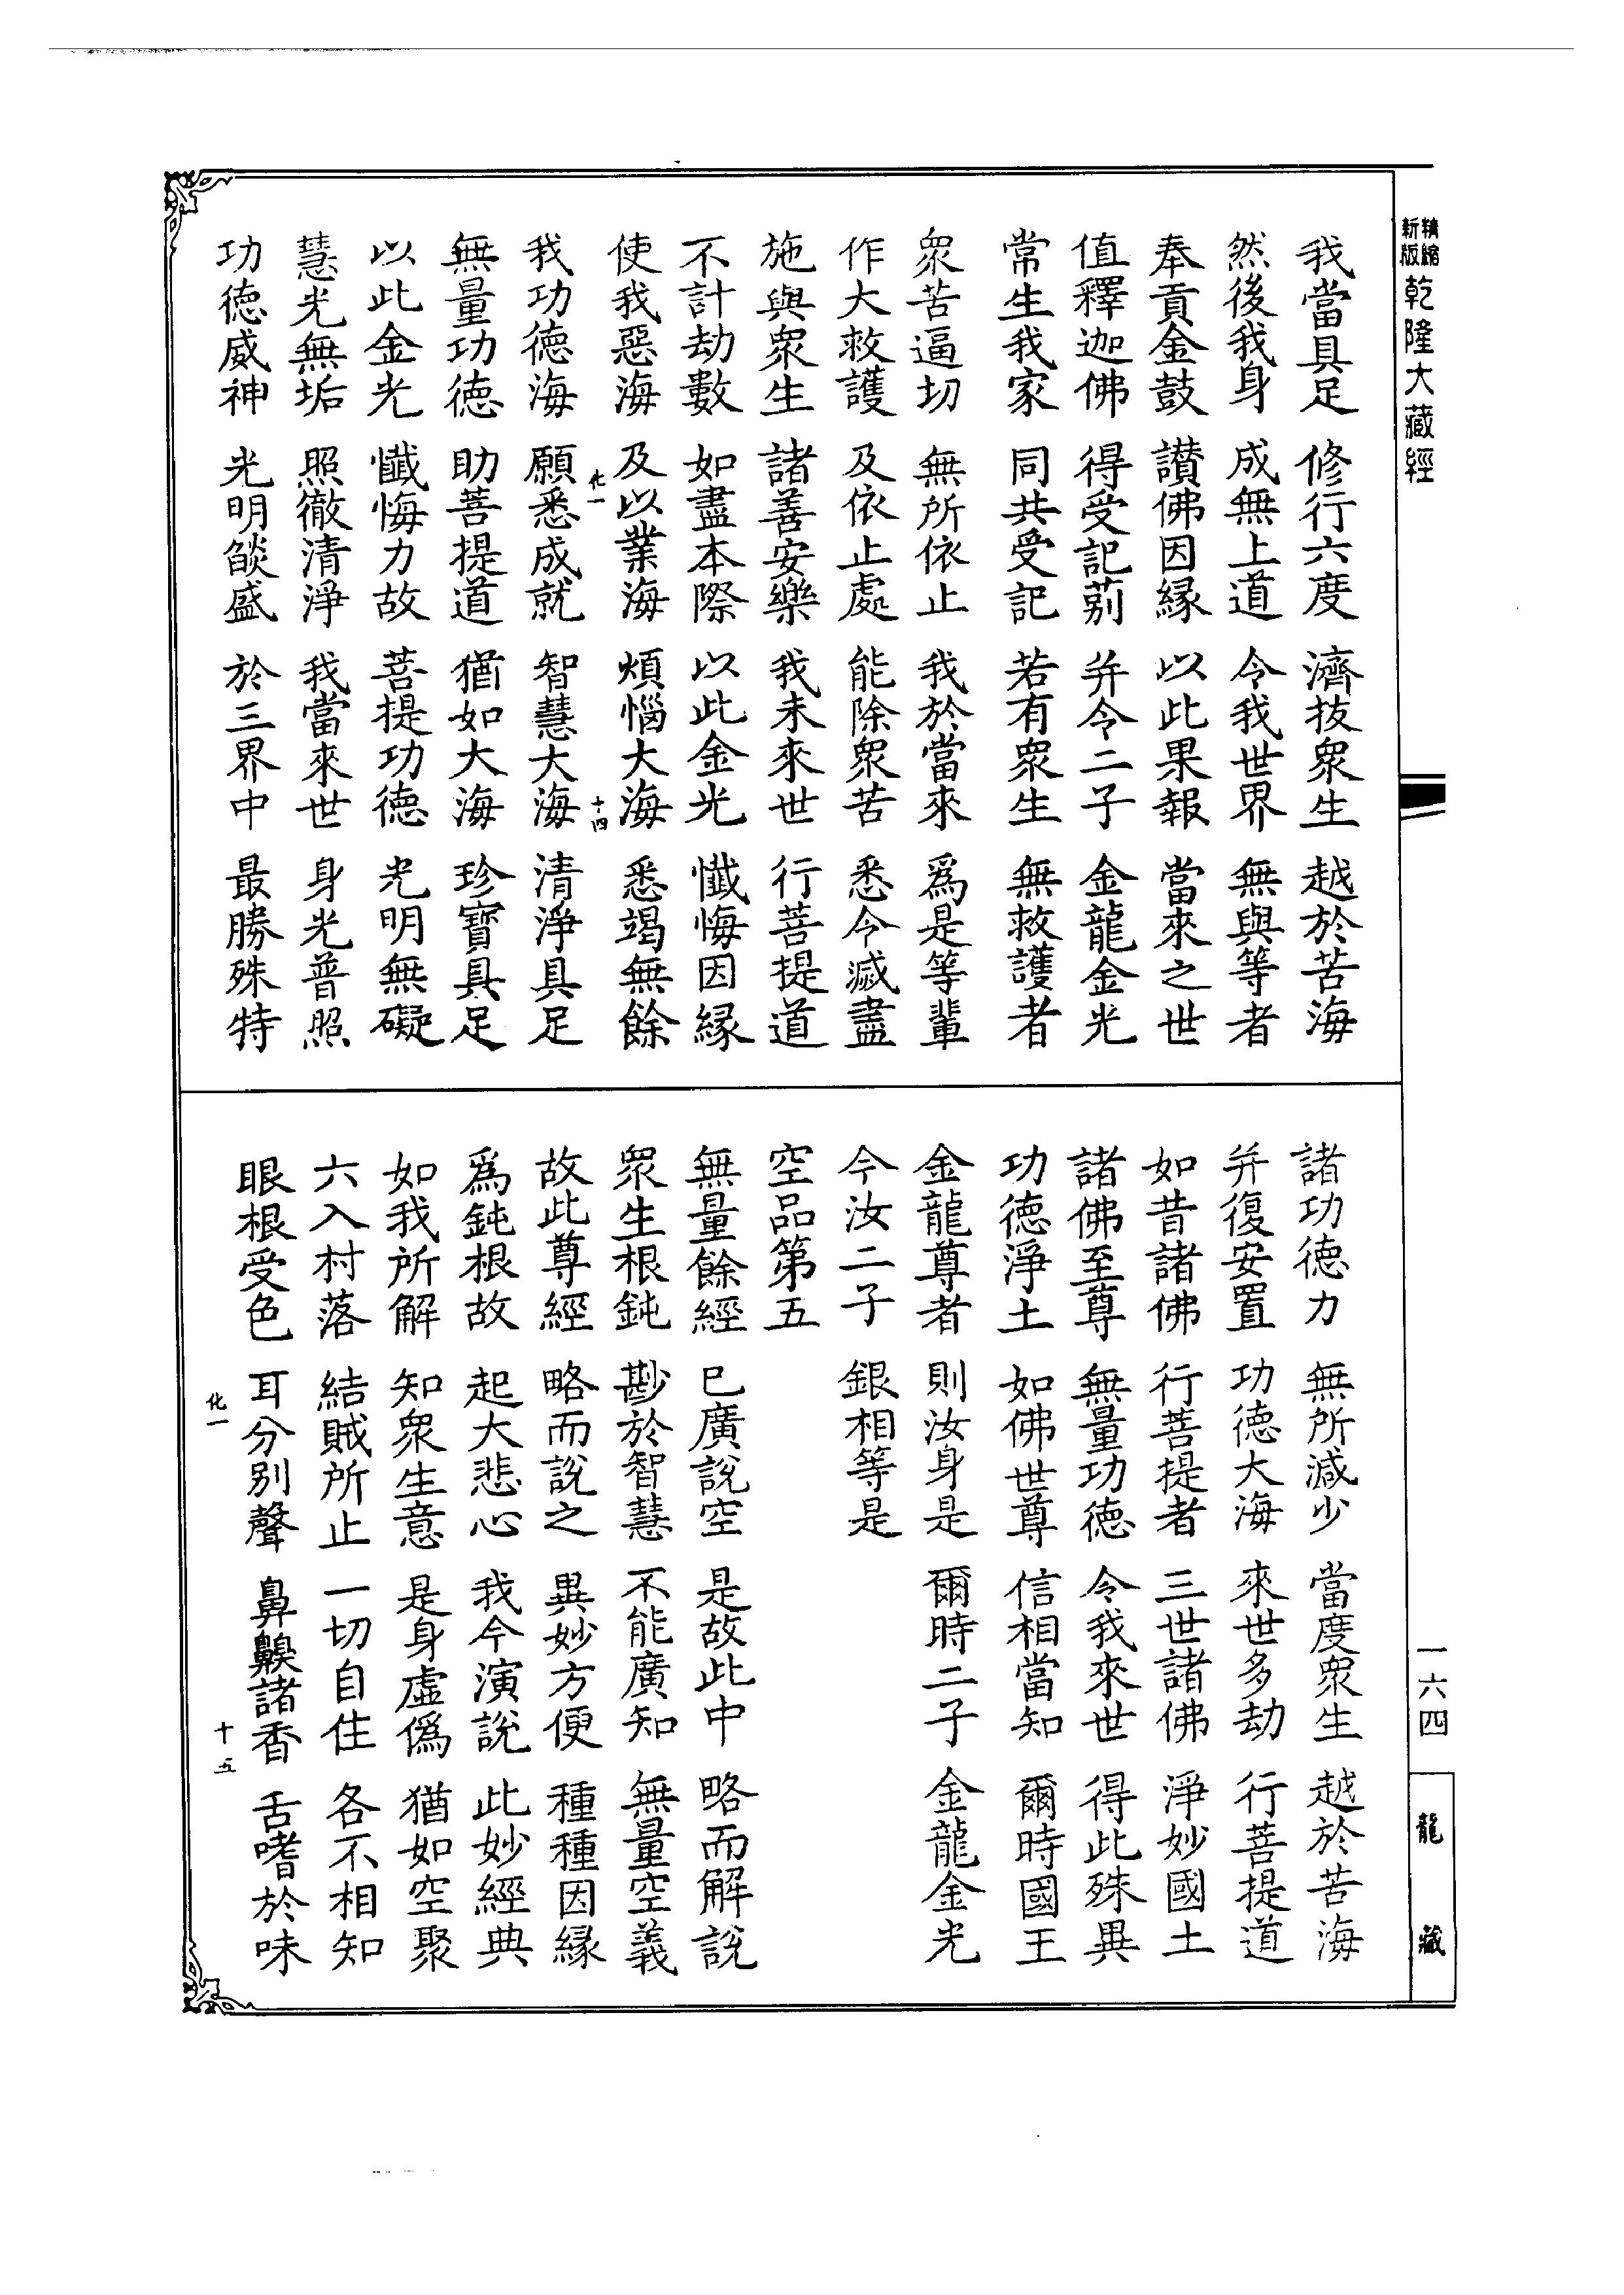 精縮新版 乾隆大藏經
我當具足 修行六度 濟拔衆生 越於苦海
然後我身 成無上道 令我世界 無與等者
奉貢金鼓 讃佛因縁 以此果報 當來之世
值釋迦佛 得受記莂 幷令二子 金龍金光
常生我家 同共受記 若有衆生 無救護者
衆苦逼切 無所依止 我於當來 爲是等輩
作大救護 及依止處 能除衆苦 悉令滅盡
施與衆生 諸善安樂 我未來世 行菩提道
不計劫數 如盡本際 以此金光 懺悔因縁
使我惡海 及以業海 煩惱大海 悉竭無餘
化一 十四
我功德海 願悉成就 智慧大海 清淨具足
無量功德 助菩提道 猶如大海 珍寶具足
以此金光 懺悔力故 菩提功德 光明無礙
慧光無垢 照徹清淨 我當來世 身光普照
功德威神 光明燄盛 於三界中 最勝殊特
諸功德力 無所減少 當度衆生 越於苦海
幷復安置 功德大海 來世多劫 行菩提道
如昔諸佛 行菩提者 三世諸佛 淨妙國土
諸佛至尊 無量功德 令我來世 得此殊異
功德淨土 如佛世尊 信相當知 爾時國王
金龍尊者 則汝身是 爾時二子 金龍金光
今汝二子 銀相等是
空品第五
無量餘經 已廣說空 是故此中 略而解說
衆生根鈍 尠於智慧 不能廣知 無量空義
故此尊經 略而說之 異妙方便 種種因縁
爲鈍根故 起大悲心 我今演說 此妙經典
如我所解 知衆生意 是身虛僞 猶如空聚
六入村落 結賊所止 一切自住 各不相知
眼根受色 耳分別聲 鼻齅諸香 舌嗜於味
化一 十五
一六四
龍藏